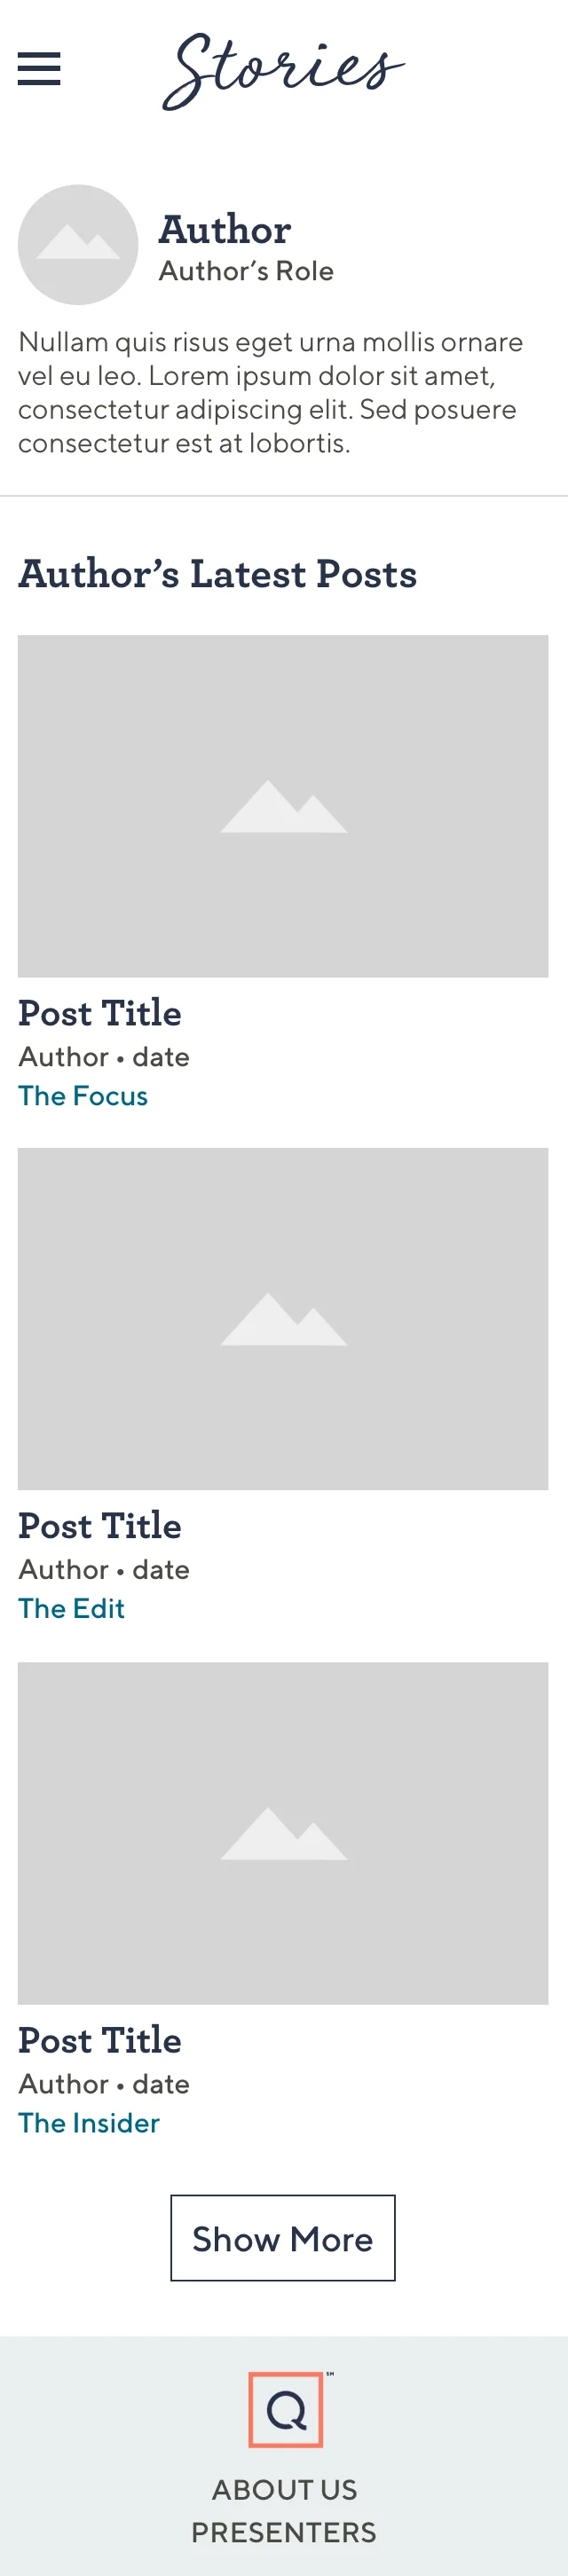 Stories
Author
Author’s Role
Nullam quis risus eget urna mollis ornare
vel eu leo. Lorem ipsum dolor sit amet,
consectetur adipiscing elit. Sed posuere
consectetur est at lobortis.
Author’s Latest Posts
Post Title
Author • date
The Focus
Post Title
Author • date
The Edit
Post Title
Author • date
The Insider
Show More
Q℠
ABOUT US
PRESENTERS